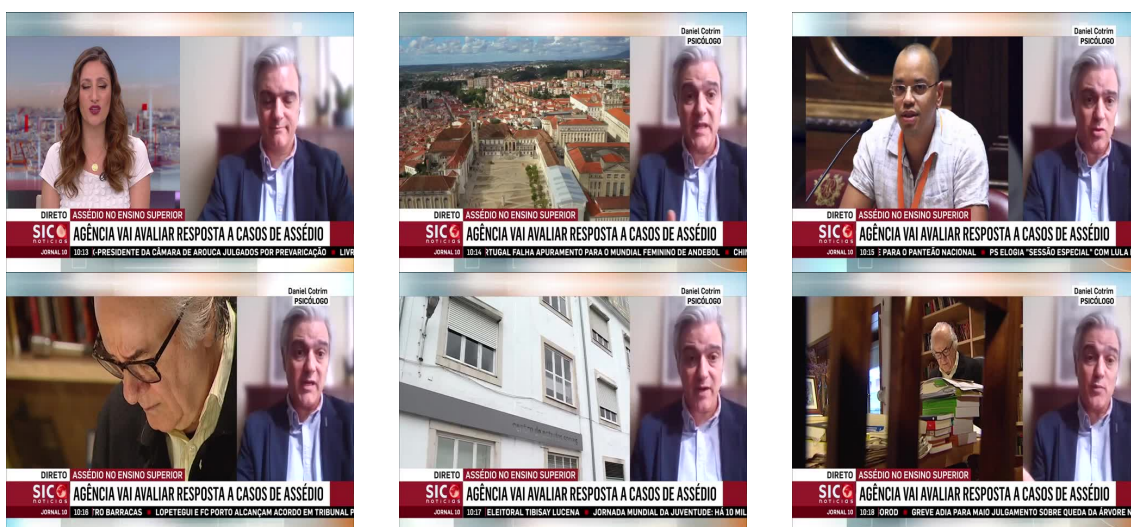 DIRETO ASSÉDIO NO ENSINO SUPERIOR
SIC notícias AGÊNCIA VAI AVALIAR RESPOSTA A CASOS DE ASSÉDIO
JORNAL 10 10:13 -PRESIDENTE DA CÂMARA DE AROUCA JULGADOS POR PREVARICAÇÃO
Daniel Cotrim
PSICÓLOGO
DIRETO ASSÉDIO NO ENSINO SUPERIOR
SIC notícias AGÊNCIA VAI AVALIAR RESPOSTA A CASOS DE ASSÉDIO
JORNAL 10 10:14 RTUGAL FALHA APURAMENTO PARA O MUNDIAL FEMININO DE ANDEBOL
Daniel Cotrim
PSICÓLOGO
DIRETO ASSÉDIO NO ENSINO SUPERIOR
SIC notícias AGÊNCIA VAI AVALIAR RESPOSTA A CASOS DE ASSÉDIO
JORNAL 10 10:15 E PARA O PANTEÃO NACIONAL PS ELOGIA "SESSÃO ESPECIAL" COM LULA
Daniel Cotrim
PSICÓLOGO
DIRETO ASSÉDIO NO ENSINO SUPERIOR
SIC notícias AGÊNCIA VAI AVALIAR RESPOSTA A CASOS DE ASSÉDIO
JORNAL 10 10:16 TRO BARRACAS LOPETEGUI E FC PORTO ALCANÇAM ACORDO EM TRIBUNAL
Daniel Cotrim
PSICÓLOGO
DIRETO ASSÉDIO NO ENSINO SUPERIOR
SIC notícias AGÊNCIA VAI AVALIAR RESPOSTA A CASOS DE ASSÉDIO
JORNAL 10 10:17 ELEITORAL TIBISAY LUCENA JORNADA MUNDIAL DA JUVENTUDE: HÁ 10 MIL
Daniel Cotrim
PSICÓLOGO
DIRETO ASSÉDIO NO ENSINO SUPERIOR
SIC notícias AGÊNCIA VAI AVALIAR RESPOSTA A CASOS DE ASSÉDIO
JORNAL 10 10:18 OROD GREVE ADIA PARA MAIO JULGAMENTO SOBRE QUEDA DA ÁRVORE